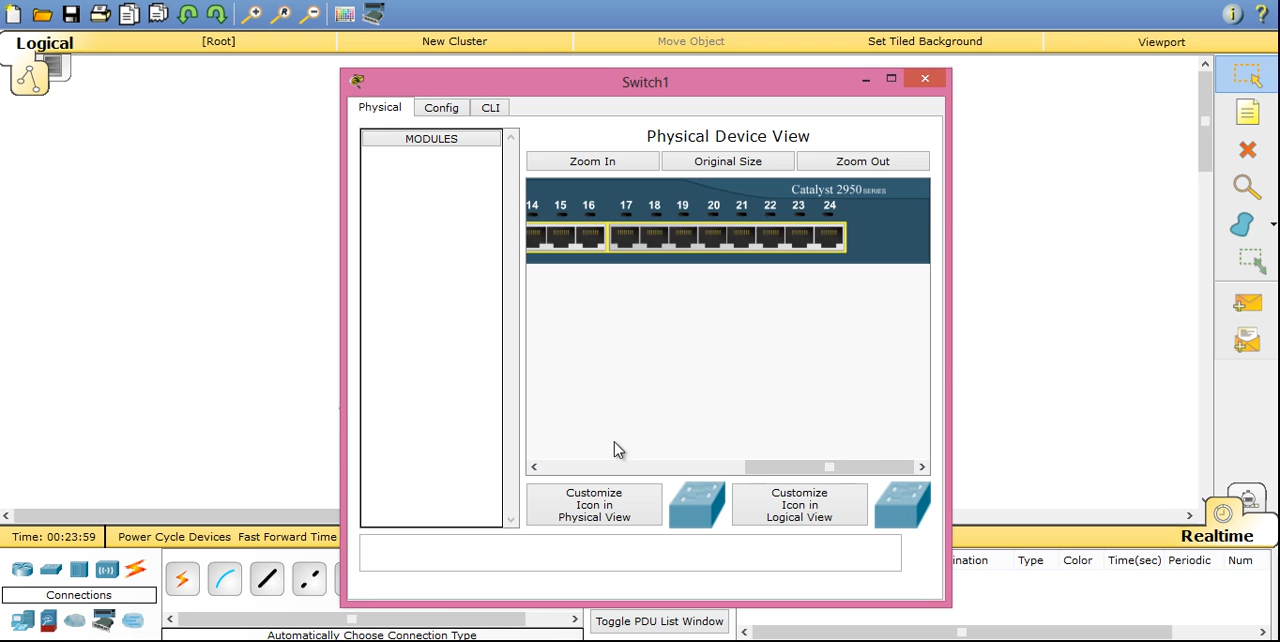 Logical
[Root]
New Cluster
Move Object
Set Tiled Background
Viewport
Switch1
Physical
Config
CLI
MODULES
Physical Device View
Zoom In
Original Size
Zoom Out
Catalyst 2950 SERIES
14 15 16 17 18 19 20 21 22 23 24
Customize
Icon in
Physical View
Customize
Icon in
Logical View
Time: 00:23:59
Power Cycle Devices Fast Forward Time
Realtime
Connections
Automatically Choose Connection Type
Toggle PDU List Window
ination
Type
Color
Time(sec)
Periodic
Num